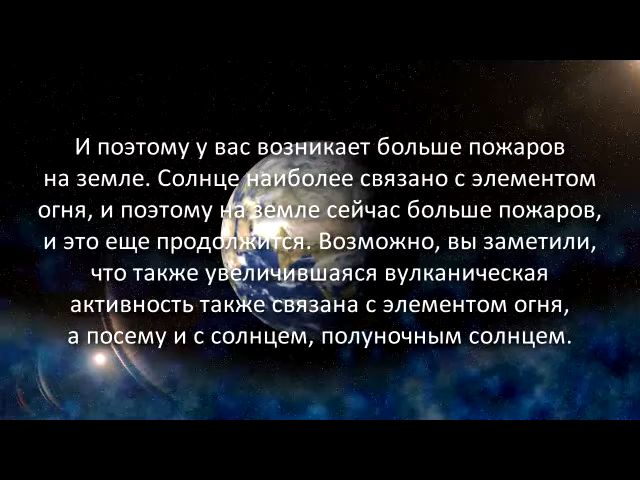 И поэтому у вас возникает больше пожаров
на земле. Солнце наиболее связано с элементом
огня, и поэтому на земле сейчас больше пожаров,
и это еще продолжится. Возможно, вы заметили,
что также увеличившаяся вулканическая
активность также связана с элементом огня,
а посему и с солнцем, полуночным солнцем.